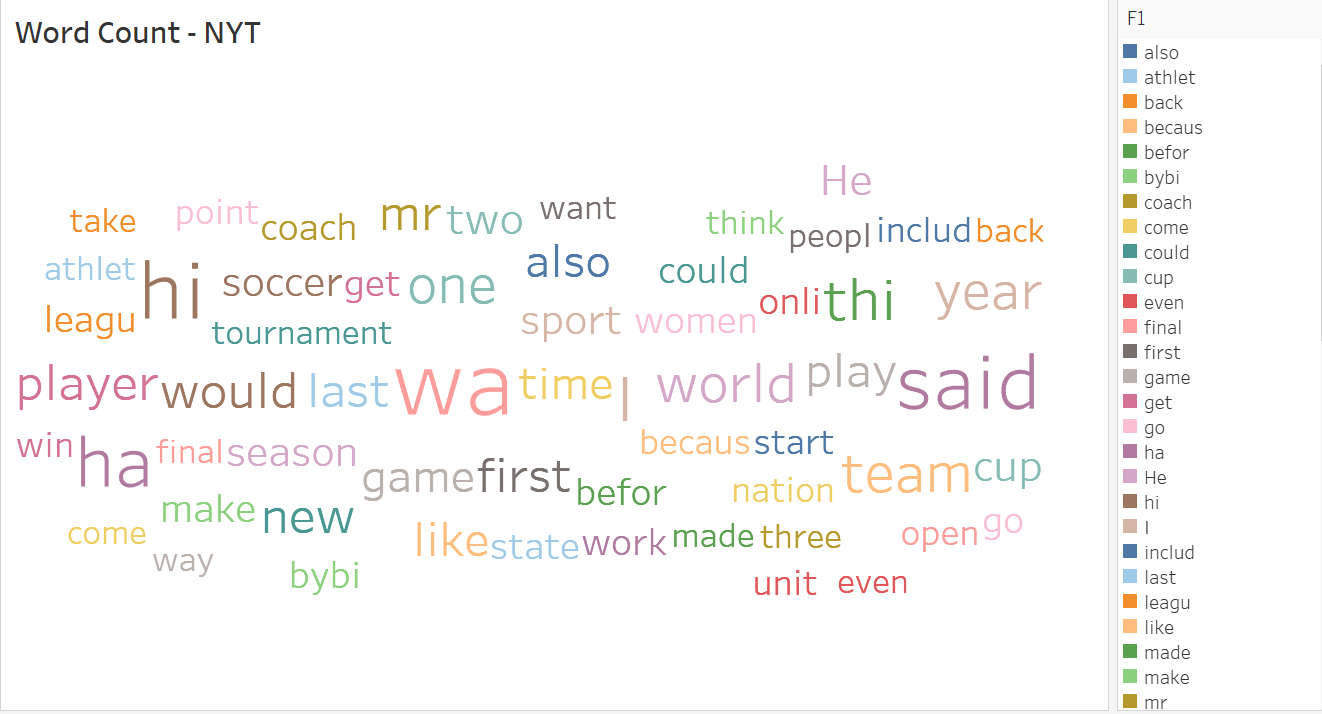 Word Count - NYT
He
take point coach mr two want think peopl includ back
athlet hi soccer get one also could onli thi year
leagu tournament sport women
player would last wa time I world play said
win ha final season game first becaus start team cup
come make new befor nation
way bybi like state work made three open go
unit even
F1
also
athlet
back
becaus
befor
bybi
coach
come
could
cup
even
final
first
game
get
go
ha
He
hi
I
includ
last
leagu
like
made
make
mr